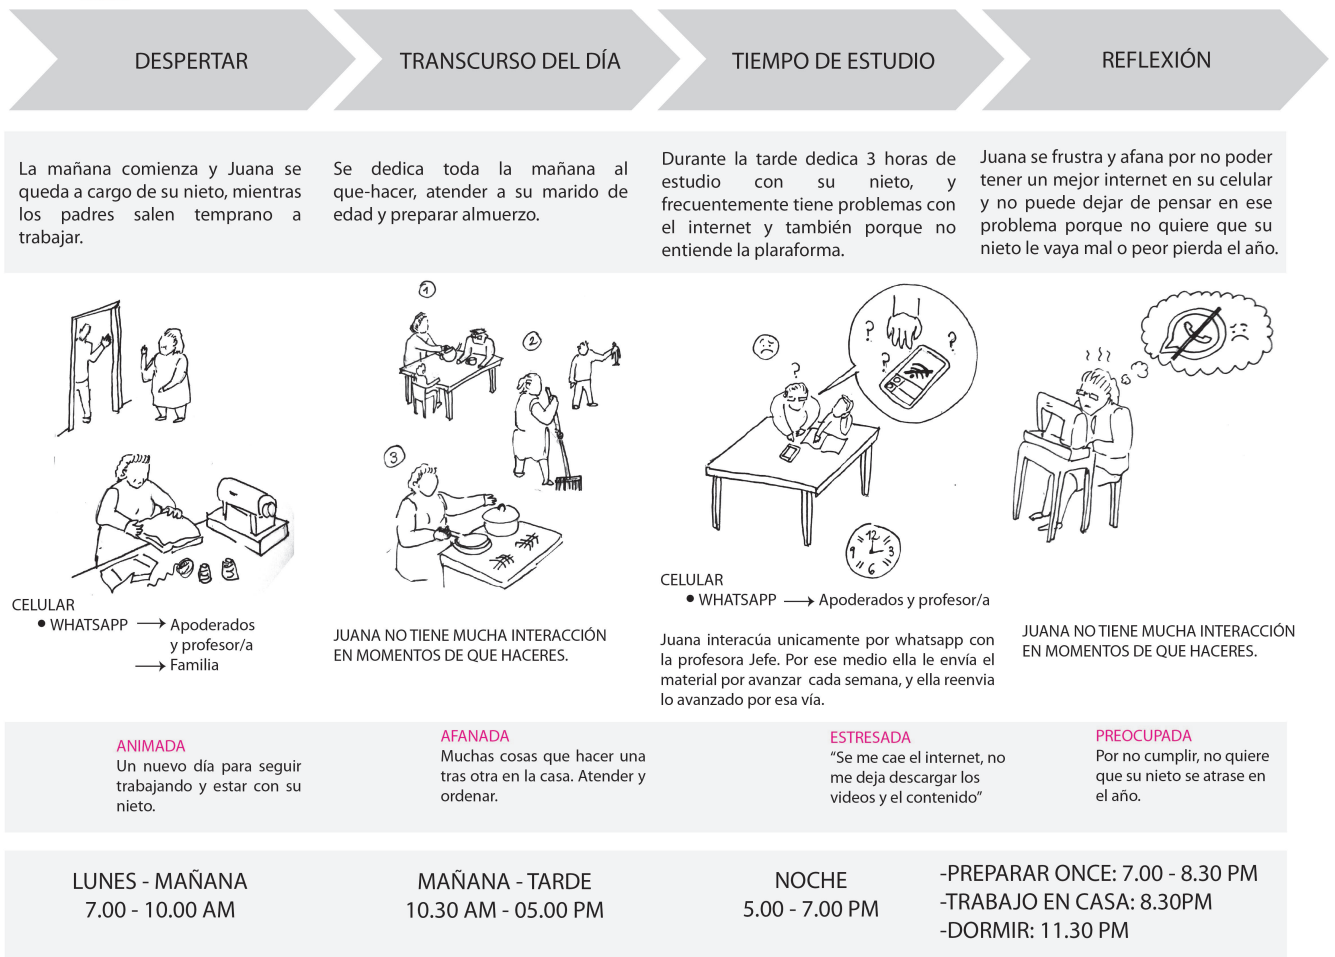 DESPERTAR
TRANSCURSO DEL DÍA
TIEMPO DE ESTUDIO
REFLEXIÓN
La mañana comienza y Juana se
queda a cargo de su nieto, mientras
los padres salen temprano a
trabajar.
Se dedica toda la mañana al
que-hacer, atender a su marido de
edad y preparar almuerzo.
Durante la tarde dedica 3 horas de
estudio con su nieto, y
frecuentemente tiene problemas con
el internet y también porque no
entiende la plaraforma.
Juana se frustra y afana por no poder
tener un mejor internet en su celular
y no puede dejar de pensar en ese
problema porque no quiere que su
nieto le vaya mal o peor pierda el año.
1
2
3
?
?
?
?
12
3
6
9
CELULAR
• WHATSAPP → Apoderados
y profesor/a
→ Familia
JUANA NO TIENE MUCHA INTERACCIÓN
EN MOMENTOS DE QUE HACERES.
CELULAR
• WHATSAPP → Apoderados y profesor/a
Juana interacúa unicamente por whatsapp con
la profesora Jefe. Por ese medio ella le envía el
material por avanzar cada semana, y ella reenvia
lo avanzado por esa vía.
JUANA NO TIENE MUCHA INTERACCIÓN
EN MOMENTOS DE QUE HACERES.
ANIMADA
Un nuevo día para seguir
trabajando y estar con su
nieto.
AFANADA
Muchas cosas que hacer una
tras otra en la casa. Atender y
ordenar.
ESTRESADA
“Se me cae el internet, no
me deja descargar los
videos y el contenido”
PREOCUPADA
Por no cumplir, no quiere
que su nieto se atrase en
el año.
LUNES - MAÑANA
7.00 - 10.00 AM
MAÑANA - TARDE
10.30 AM - 05.00 PM
NOCHE
5.00 - 7.00 PM
-PREPARAR ONCE: 7.00 - 8.30 PM
-TRABAJO EN CASA: 8.30PM
-DORMIR: 11.30 PM